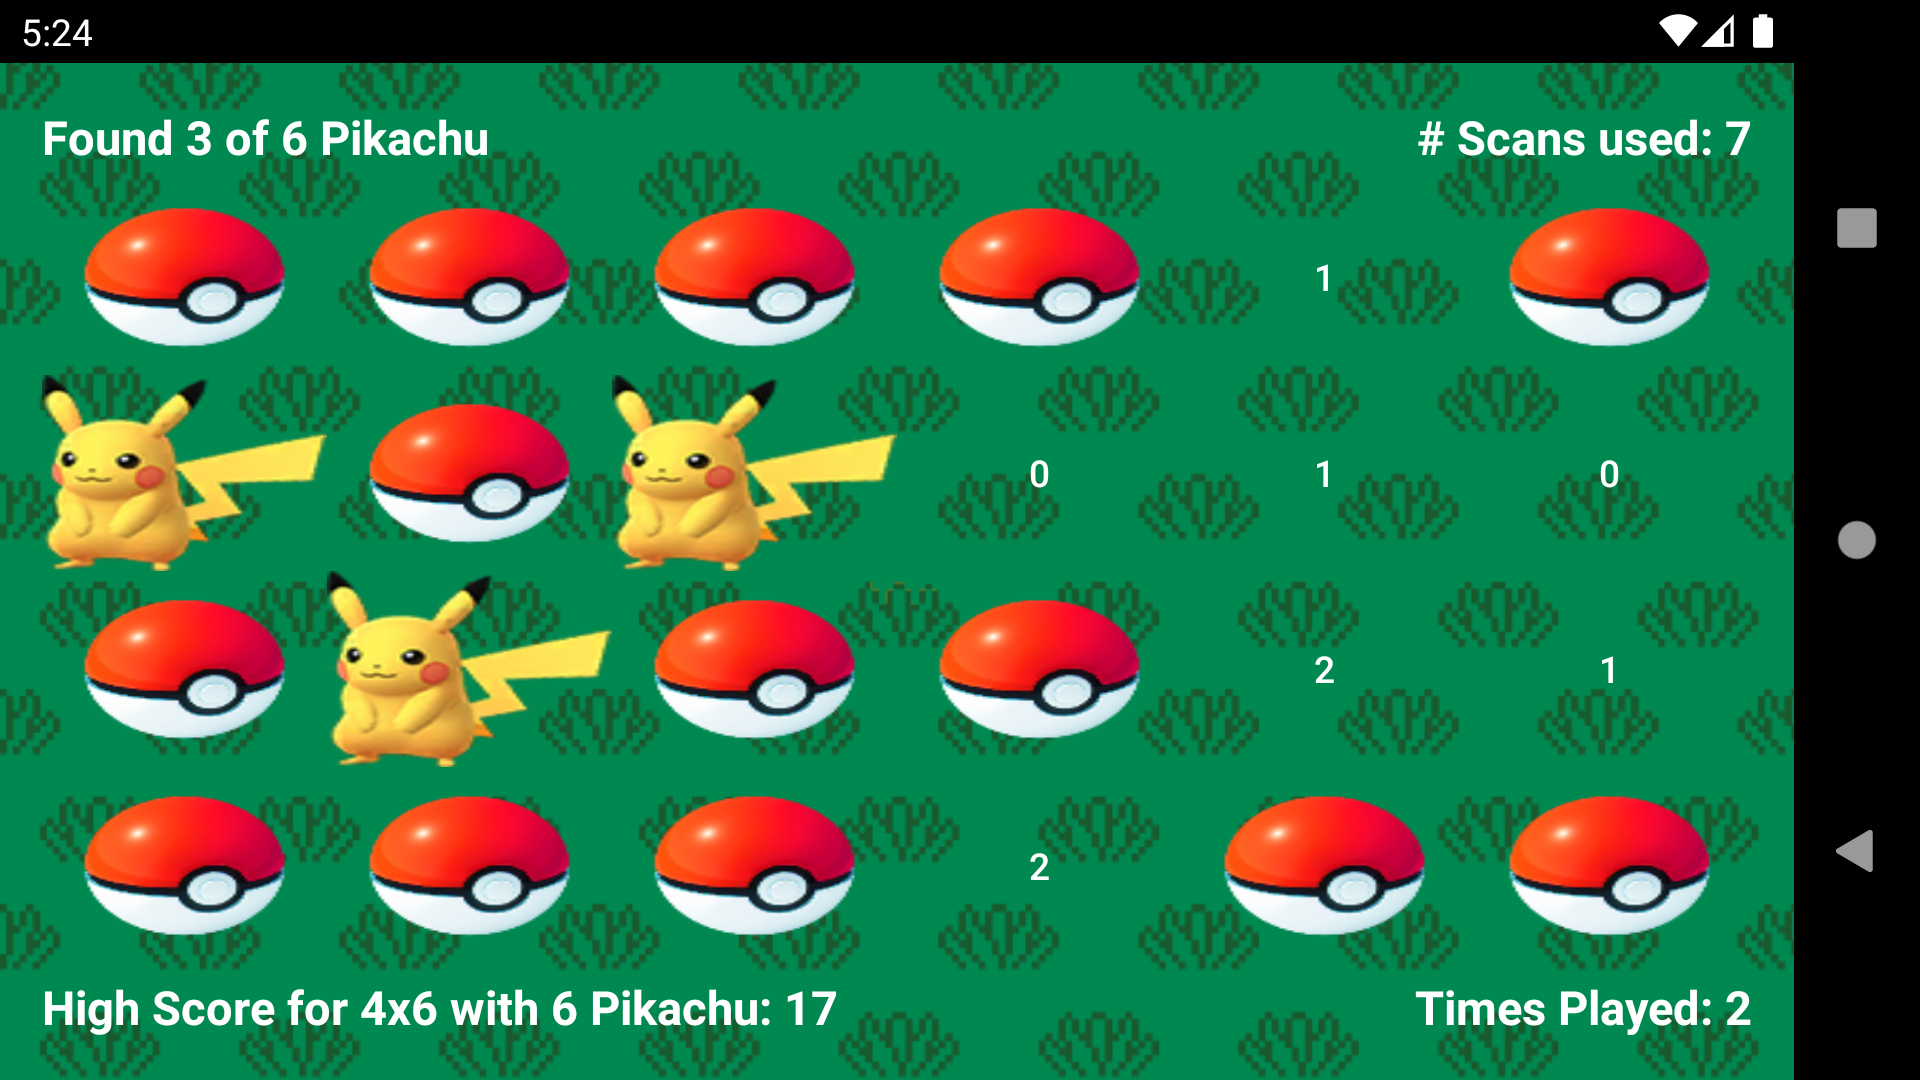 5:24
Found 3 of 6 Pikachu
# Scans used: 7
1
0 1 0
2 1
2
High Score for 4x6 with 6 Pikachu: 17
Times Played: 2